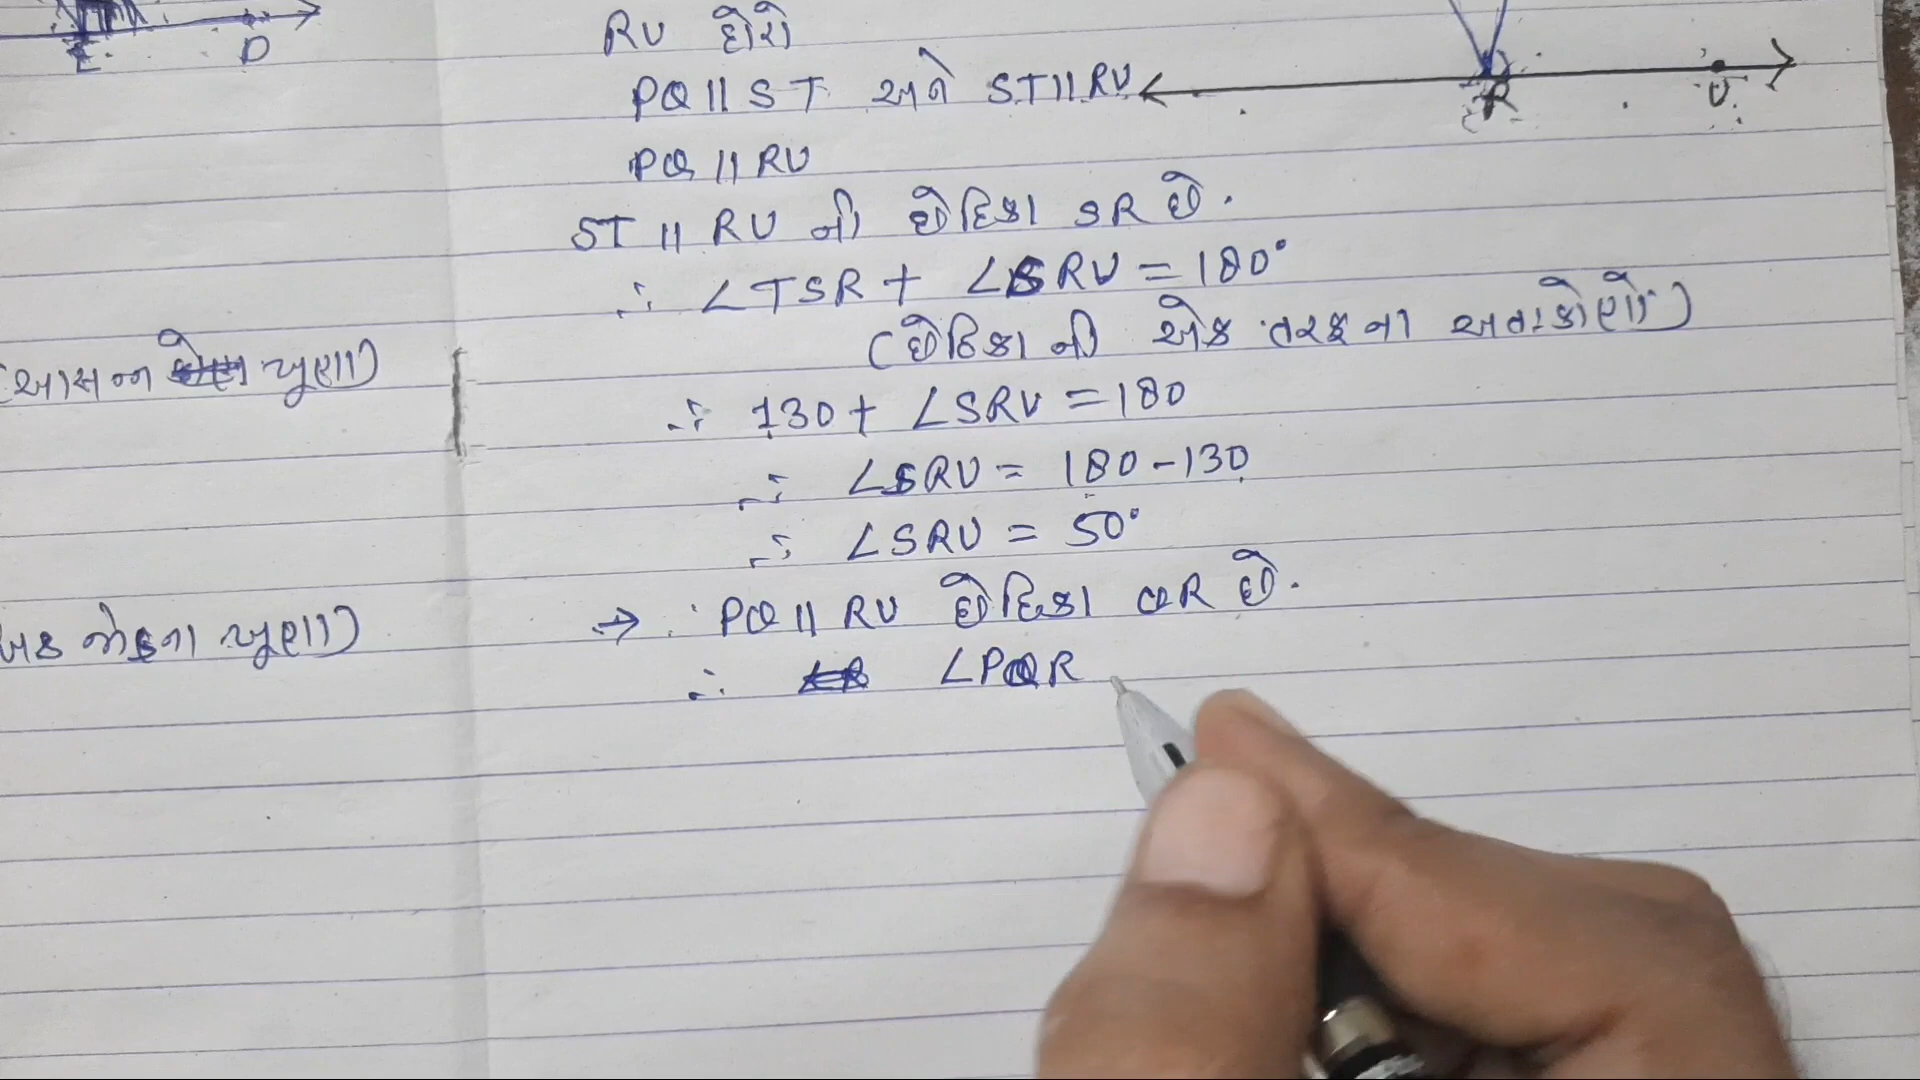 E D
RU દોરો
PQ || ST અને ST || RU
R U
PQ || RU
ST || RU ની છેદિકા SR છે.
∴ ∠TSR + ∠SRU = 180°
(છેદિકા ની એક તરફના અતઃકોણો)
(આસન્ન ખૂણા)
∴ 130 + ∠SRU = 180
∴ ∠SRU = 180 - 130
∴ ∠SRU = 50°
→ PQ || RU છેદિકા QR છે.
જોડના ખૂણા)
∴ ∠PQR